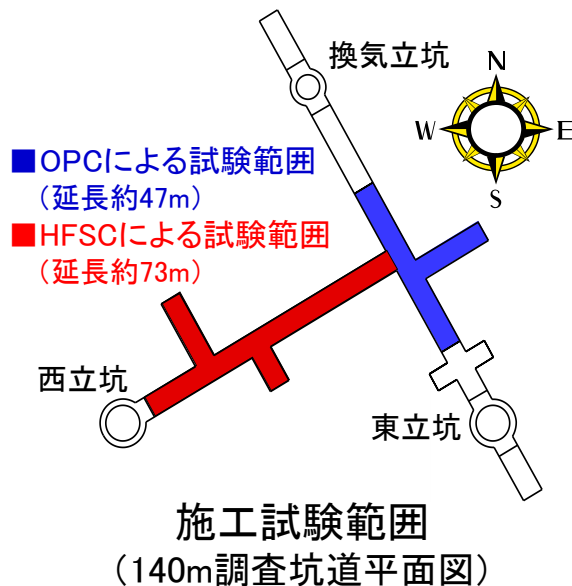 換気立坑
N
W
E
S
■OPCによる試験範囲
(延長約47m)
■HFSCによる試験範囲
(延長約73m)
西立坑
東立坑
施工試験範囲
(140m調査坑道平面図)